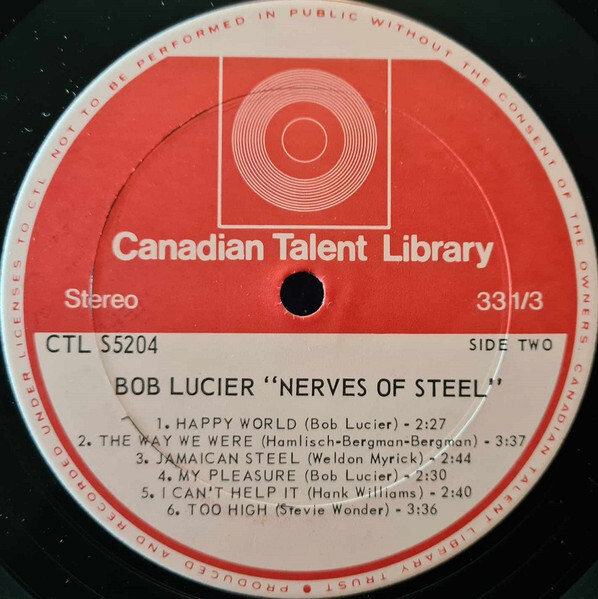 PRODUCED AND RECORDED UNDER LICENSES TO CTL NOT TO BE PERFORMED IN PUBLIC WITHOUT THE CONSENT OF THE OWNERS, CANADIAN TALENT LIBRARY TRUST •
Canadian Talent Library
Stereo 33 1/3
CTL S5204 SIDE TWO
BOB LUCIER "NERVES OF STEEL"
1. HAPPY WORLD (Bob Lucier) - 2:27
2. THE WAY WE WERE (Hamlisch-Bergman-Bergman) - 3:37
3. JAMAICAN STEEL (Weldon Myrick) - 2:44
4. MY PLEASURE (Bob Lucier) - 2:30
5. I CAN'T HELP IT (Hank Williams) - 2:40
6. TOO HIGH (Stevie Wonder) - 3:36